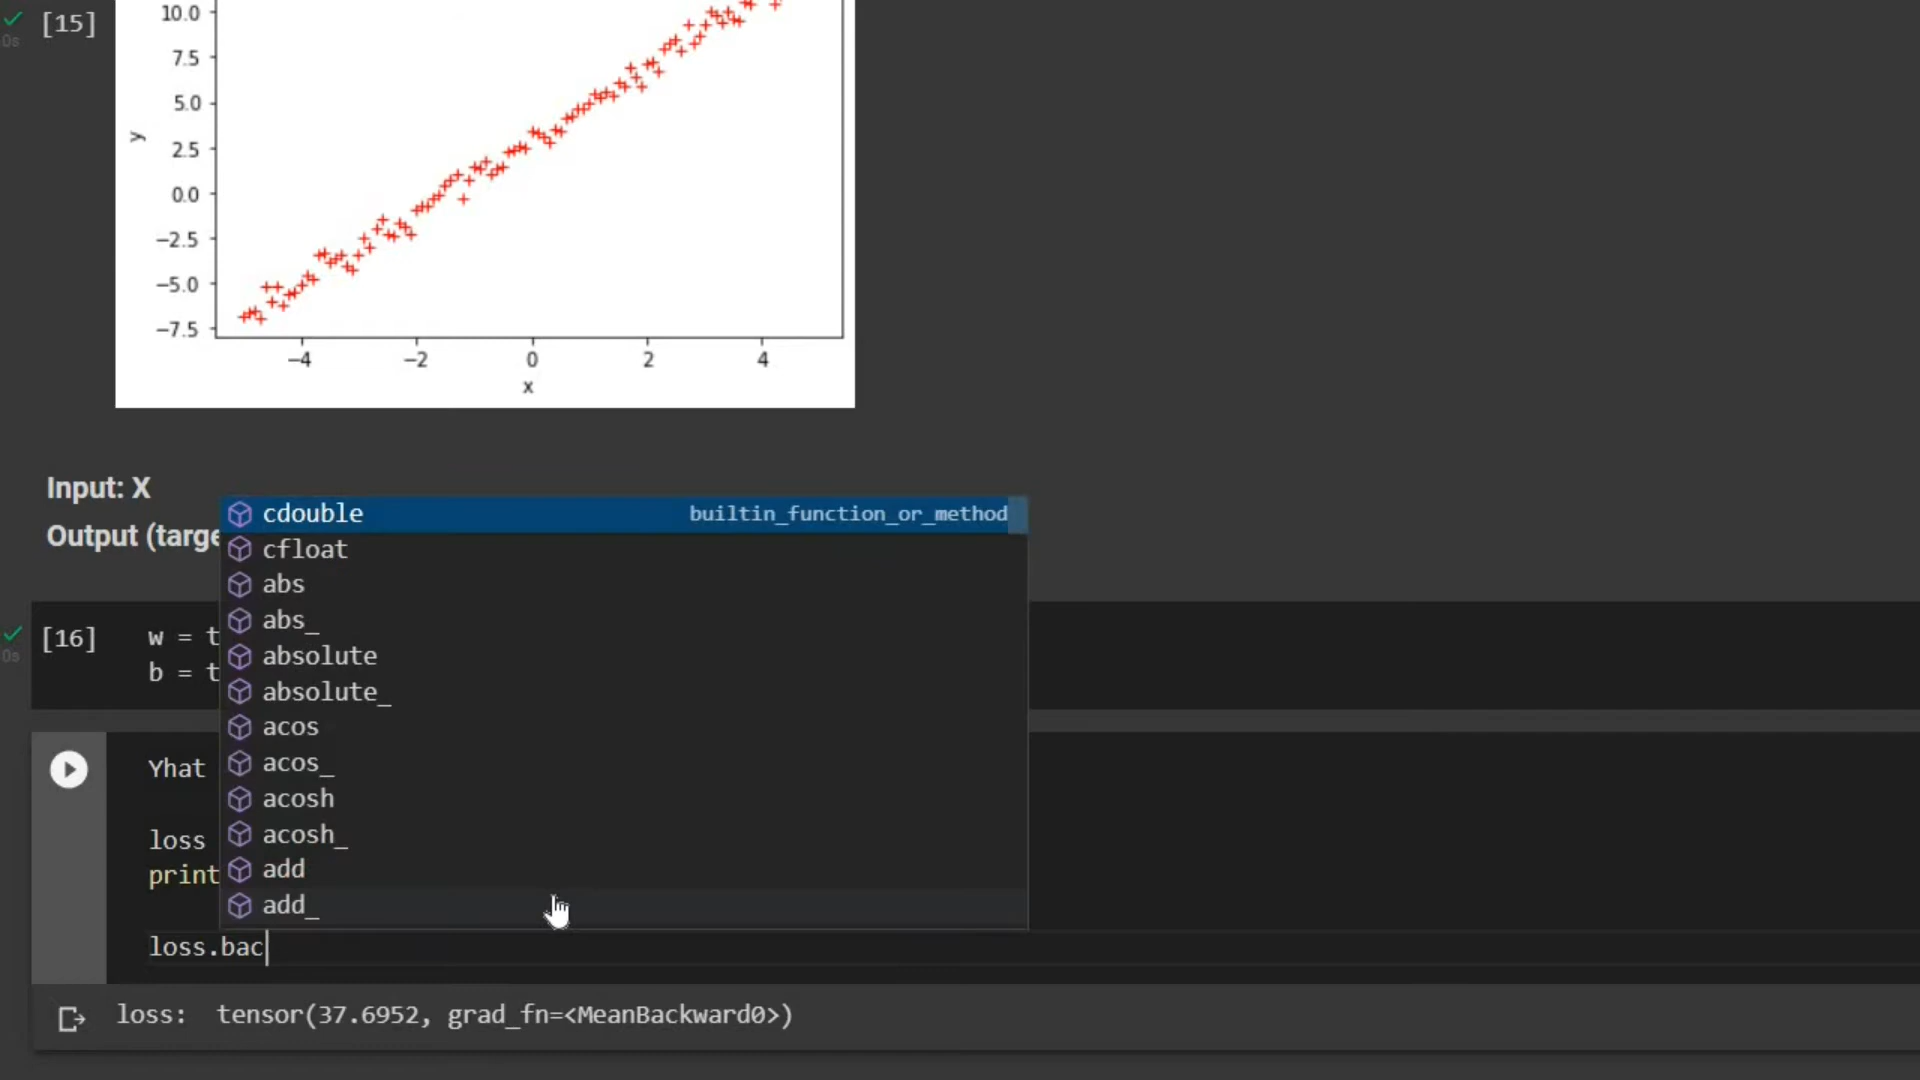 [15]
10.0
7.5
5.0
2.5
0.0
−2.5
−5.0
−7.5
y
−4 −2 0 2 4
x
0s
Input: X
Output (targe
cdouble builtin_function_or_method
cfloat
abs
abs_
absolute
absolute_
acos
acos_
acosh
acosh_
add
add_
[16] w = t
0s b = t
Yhat
loss
print
loss.bac
loss: tensor(37.6952, grad_fn=<MeanBackward0>)